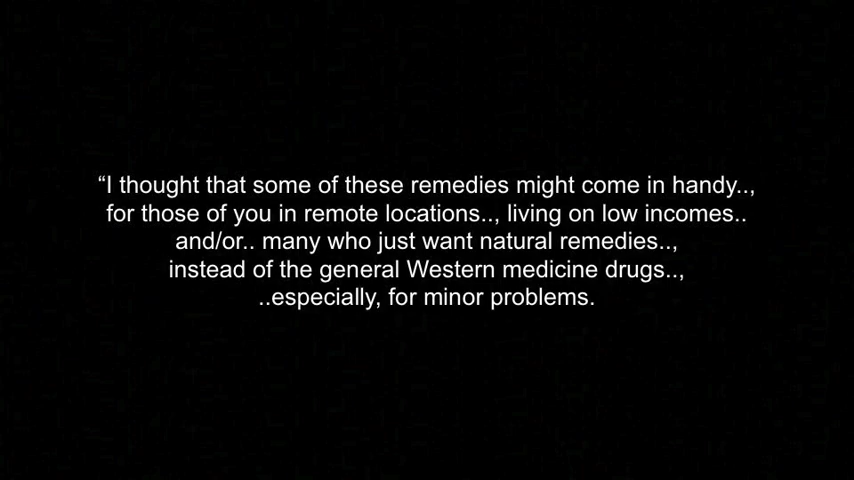 “I thought that some of these remedies might come in handy..,
for those of you in remote locations.., living on low incomes..
and/or.. many who just want natural remedies..,
instead of the general Western medicine drugs..,
..especially, for minor problems.